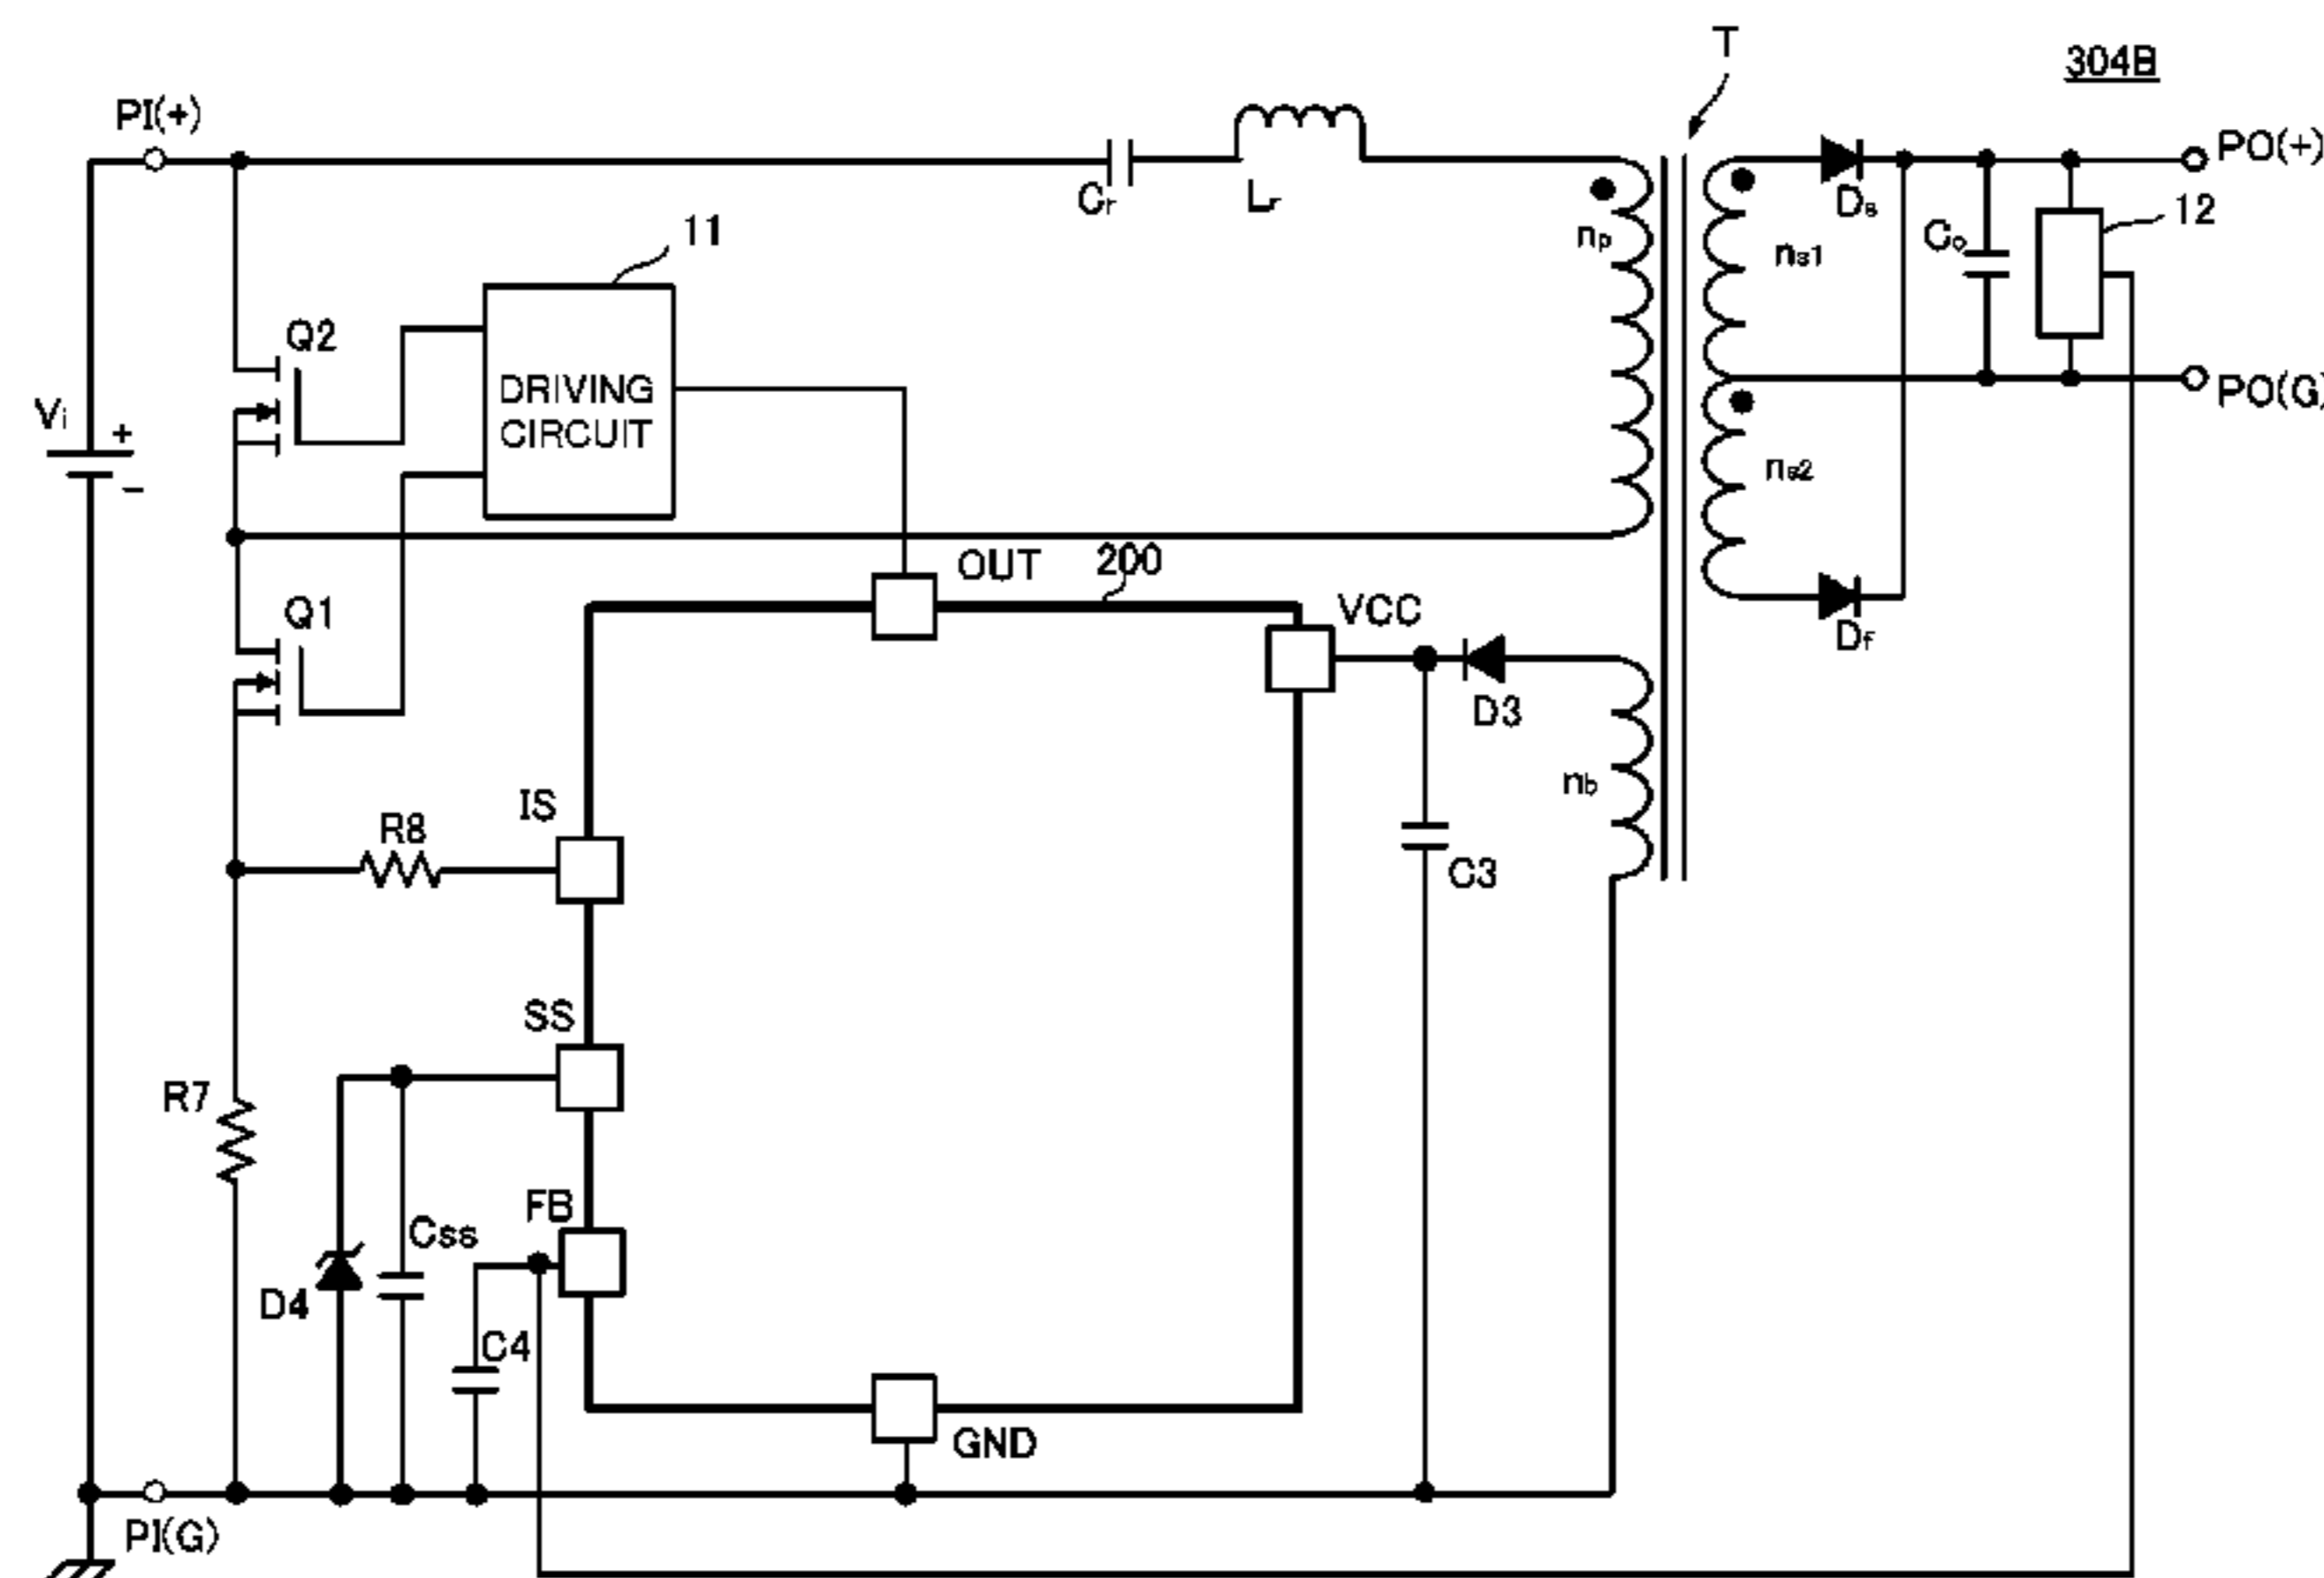 T
304B
PI(+)
PO(+)
Cr
Lr
Ds
12
11
np
ns1
Co
Q2
DRIVING
CIRCUIT
PO(G)
Vi
+
−
ns2
OUT
200
Q1
VCC
Df
D3
nb
IS
R8
C3
SS
R7
FB
Css
D4
C4
GND
PI(G)